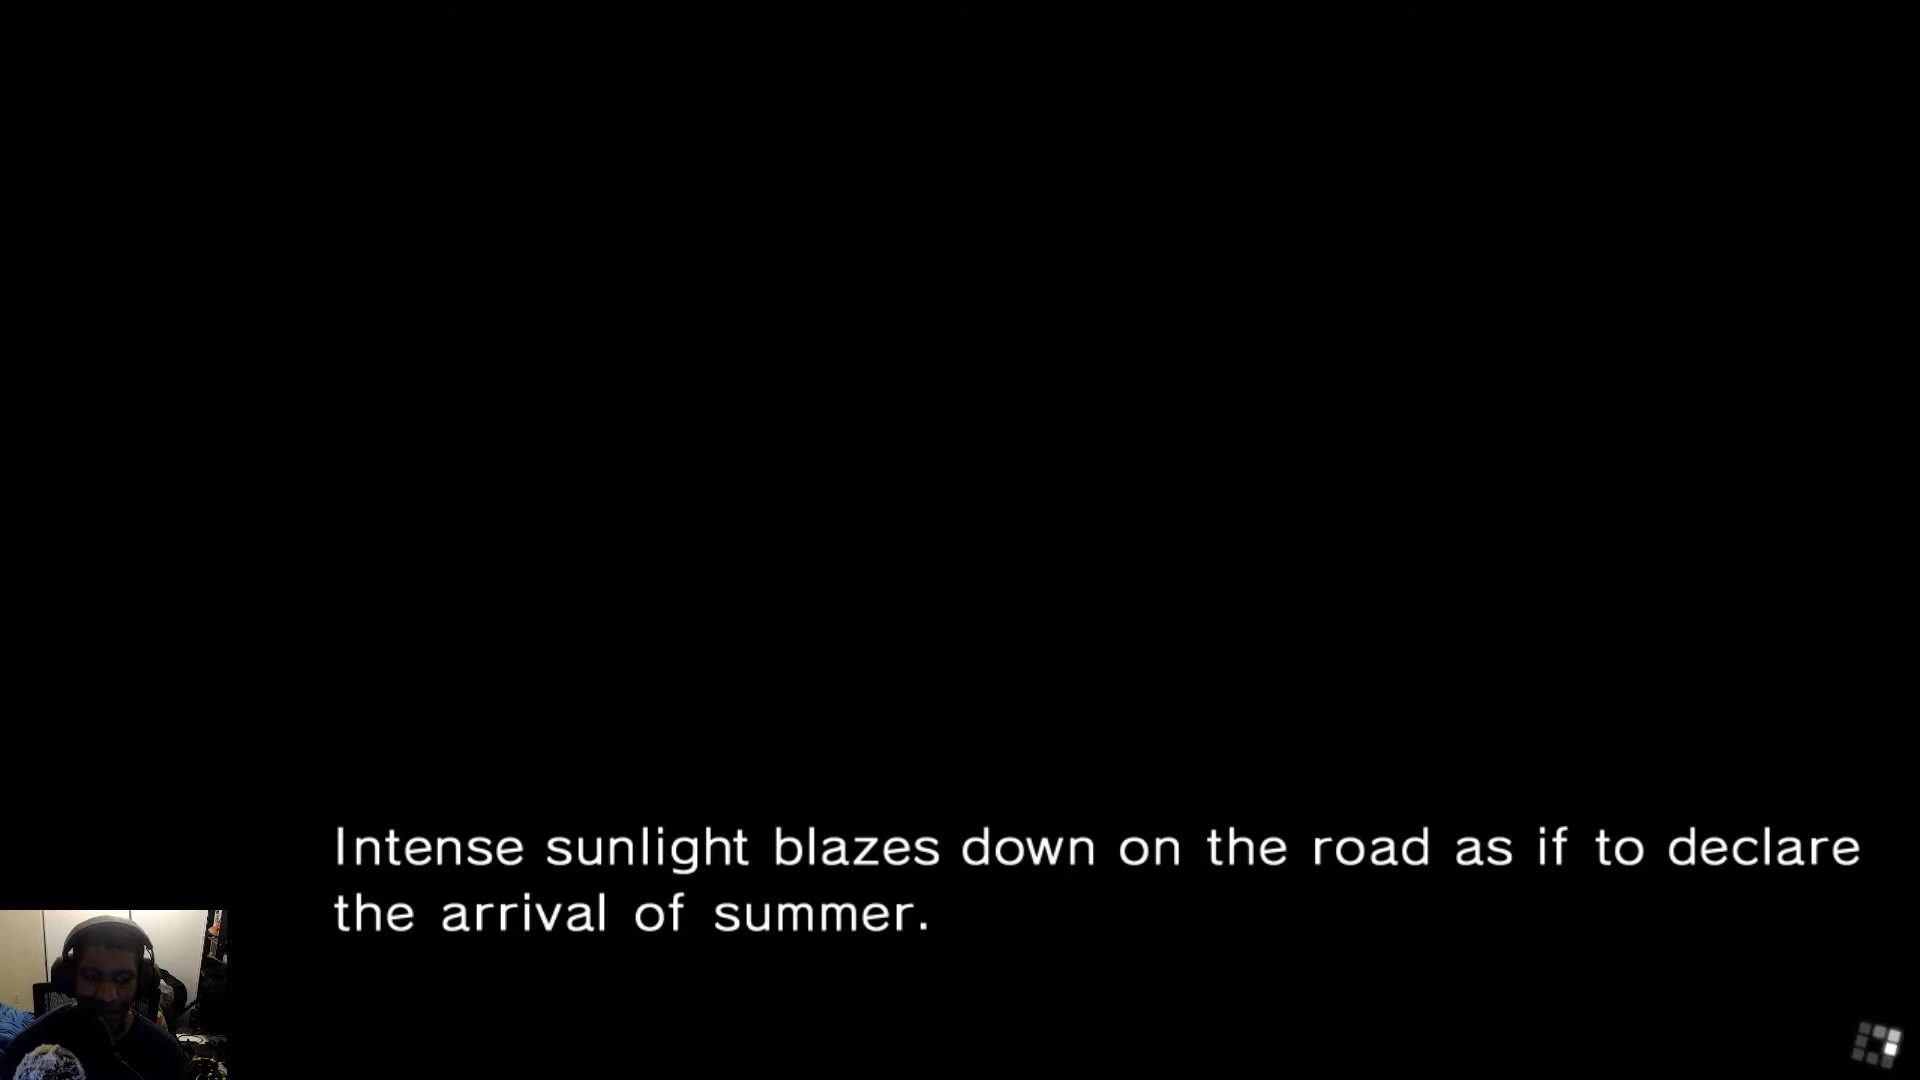 Intense sunlight blazes down on the road as if to declare
the arrival of summer.